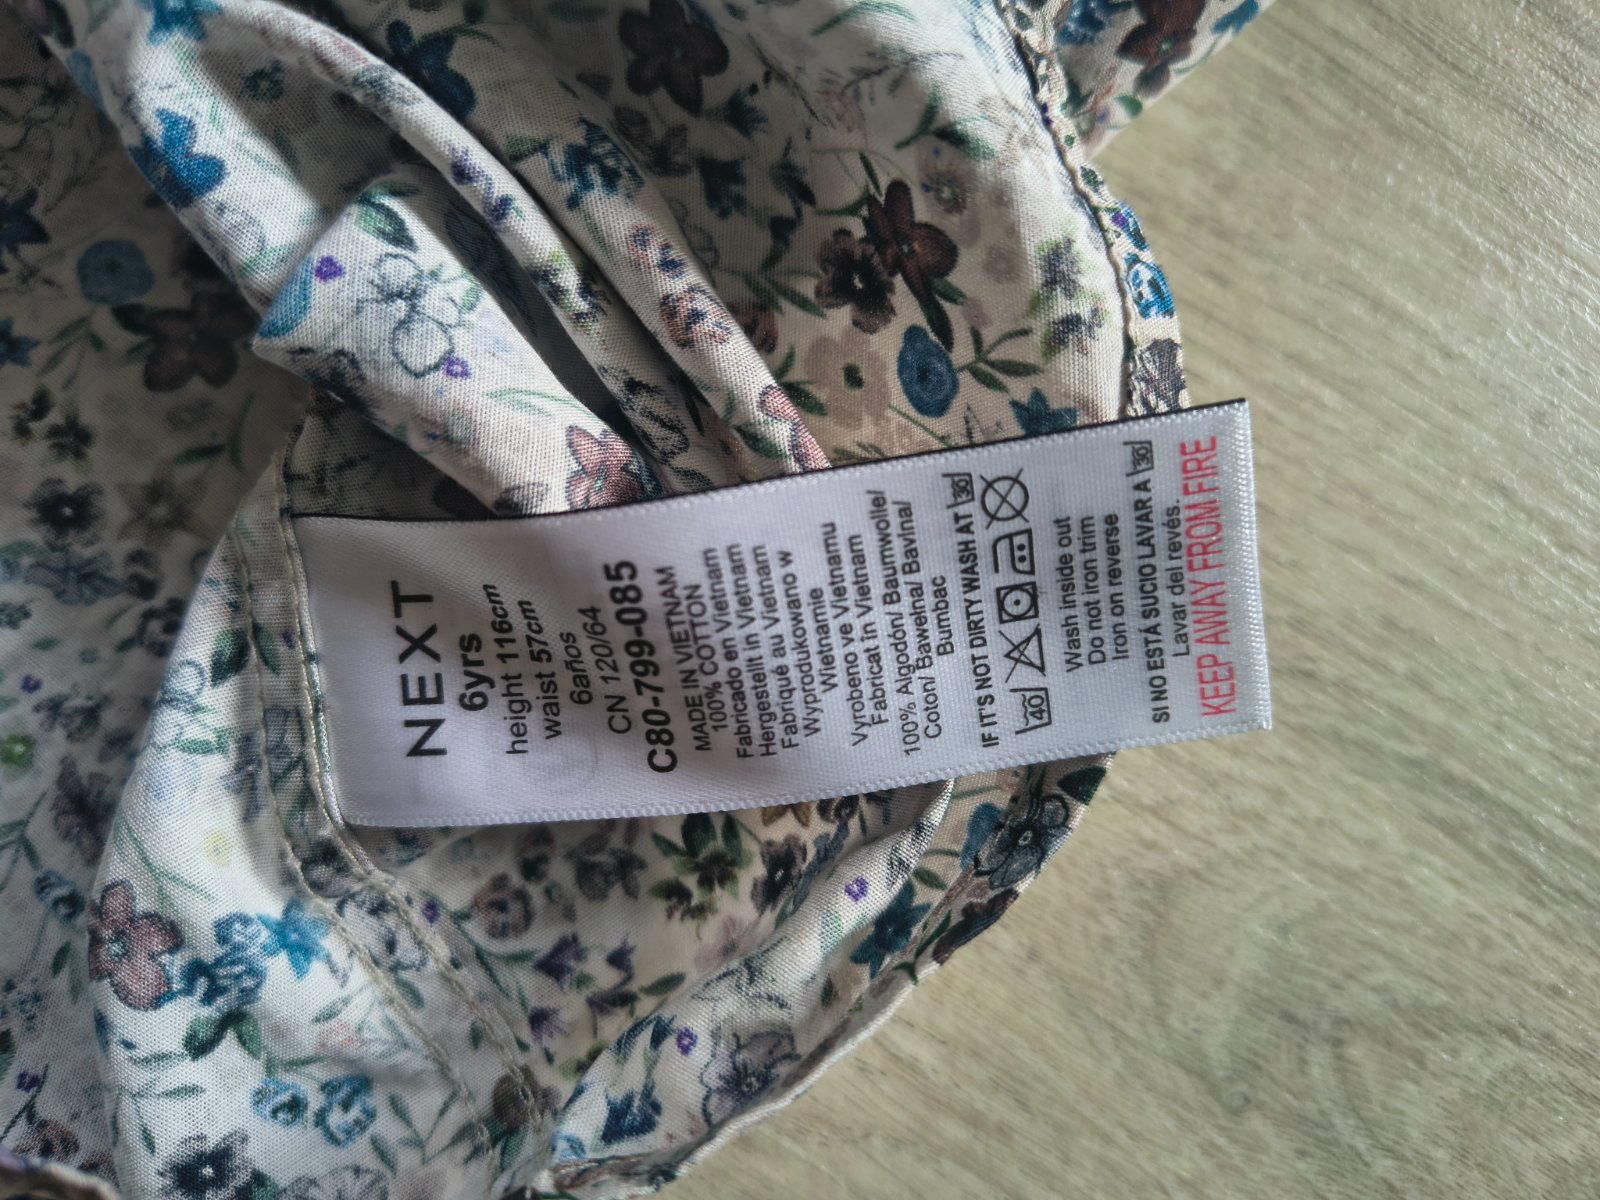 NEXT
6yrs
height 116cm
waist 57cm
6años
CN 120/64
C80-799-085
MADE IN VIETNAM
100% COTTON
Fabricado en Vietnam
Hergestellt in Vietnam
Fabriqué au Vietnam
Wyprodukowano w
Wietnamie
Vyrobeno ve Vietnamu
Fabricat în Vietnam
100% Algodón/ Baumwolle/
Coton/ Bawełna/ Bavlna/
Bumbac
IF IT'S NOT DIRTY WASH AT 30
40
Wash inside out
Do not iron trim
Iron on reverse
SI NO ESTÁ SUCIO LAVAR A 30
Lavar del revés.
KEEP AWAY FROM FIRE